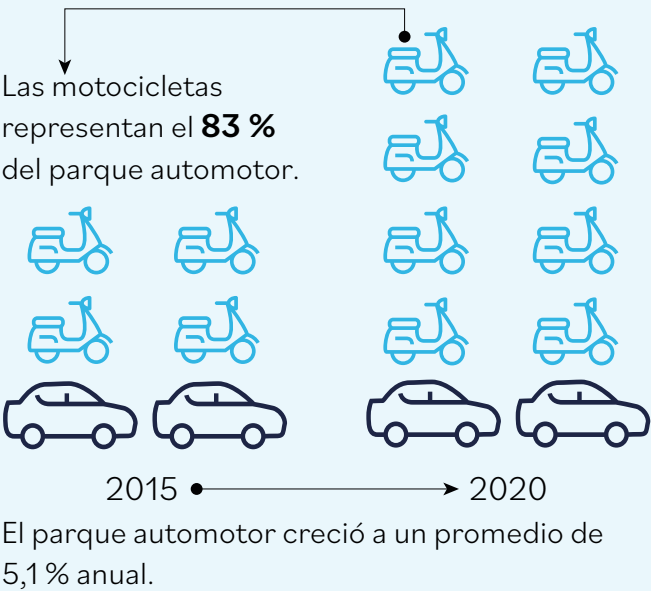 Las motocicletas
representan el 83 %
del parque automotor.
2015
2020
El parque automotor creció a un promedio de
5,1 % anual.